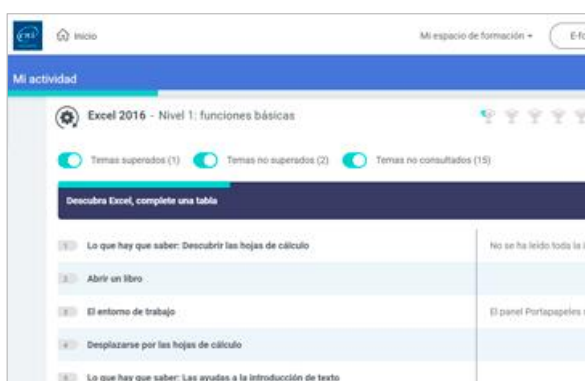 eni
Inicio
Mi espacio de formación
E-fo
Mi actividad
Excel 2016 - Nivel 1: funciones básicas
Temas superados (1)
Temas no superados (2)
Temas no consultados (15)
Descubra Excel, complete una tabla
1 Lo que hay que saber: Descubrir las hojas de cálculo
No se ha leído toda la
2 Abrir un libro
3 El entorno de trabajo
El panel Portapapeles
4 Desplazarse por las hojas de cálculo
5 Lo que hay que saber: Las ayudas a la introducción de texto